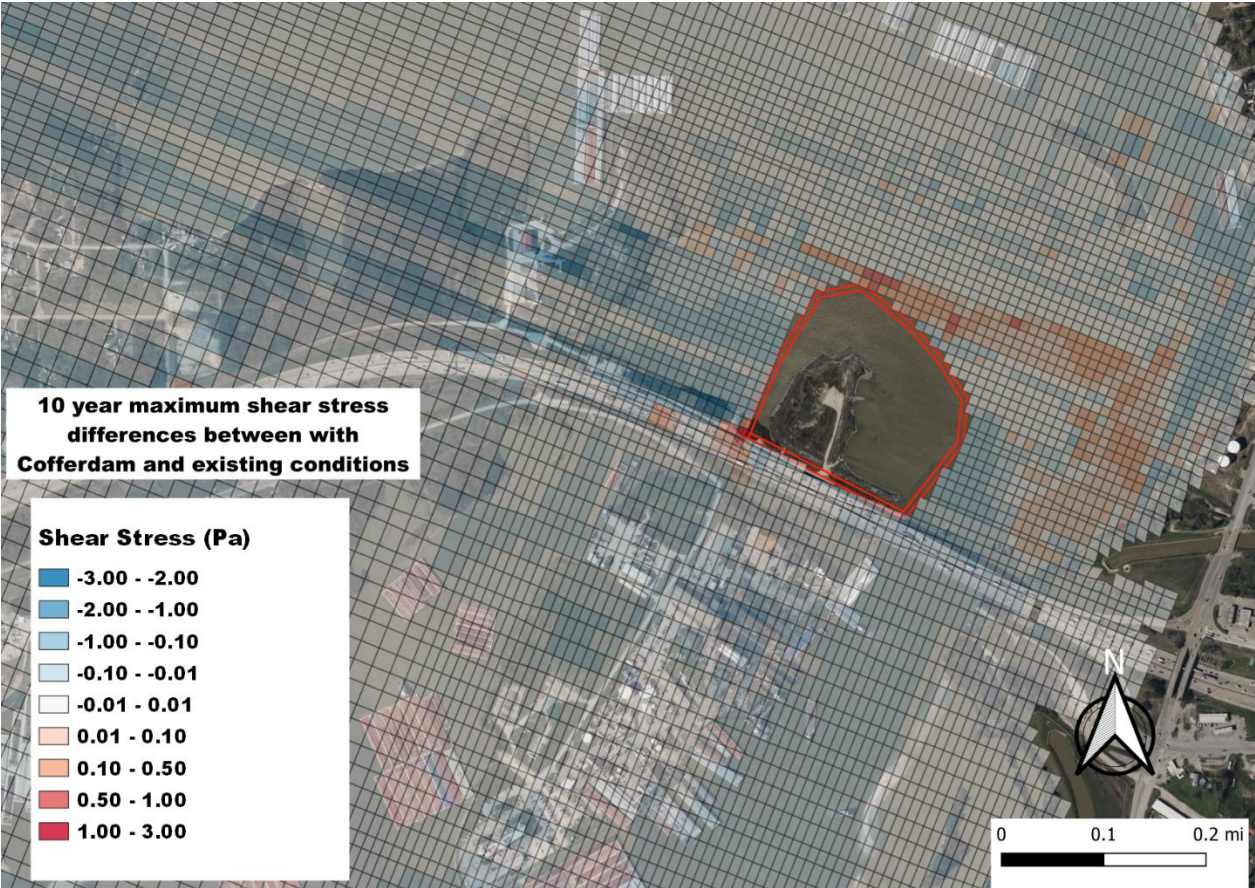 10 year maximum shear stress
differences between with
Cofferdam and existing conditions
Shear Stress (Pa)
-3.00 - -2.00
-2.00 - -1.00
-1.00 - -0.10
-0.10 - -0.01
-0.01 - 0.01
0.01 - 0.10
0.10 - 0.50
0.50 - 1.00
1.00 - 3.00
N
0 0.1 0.2 mi